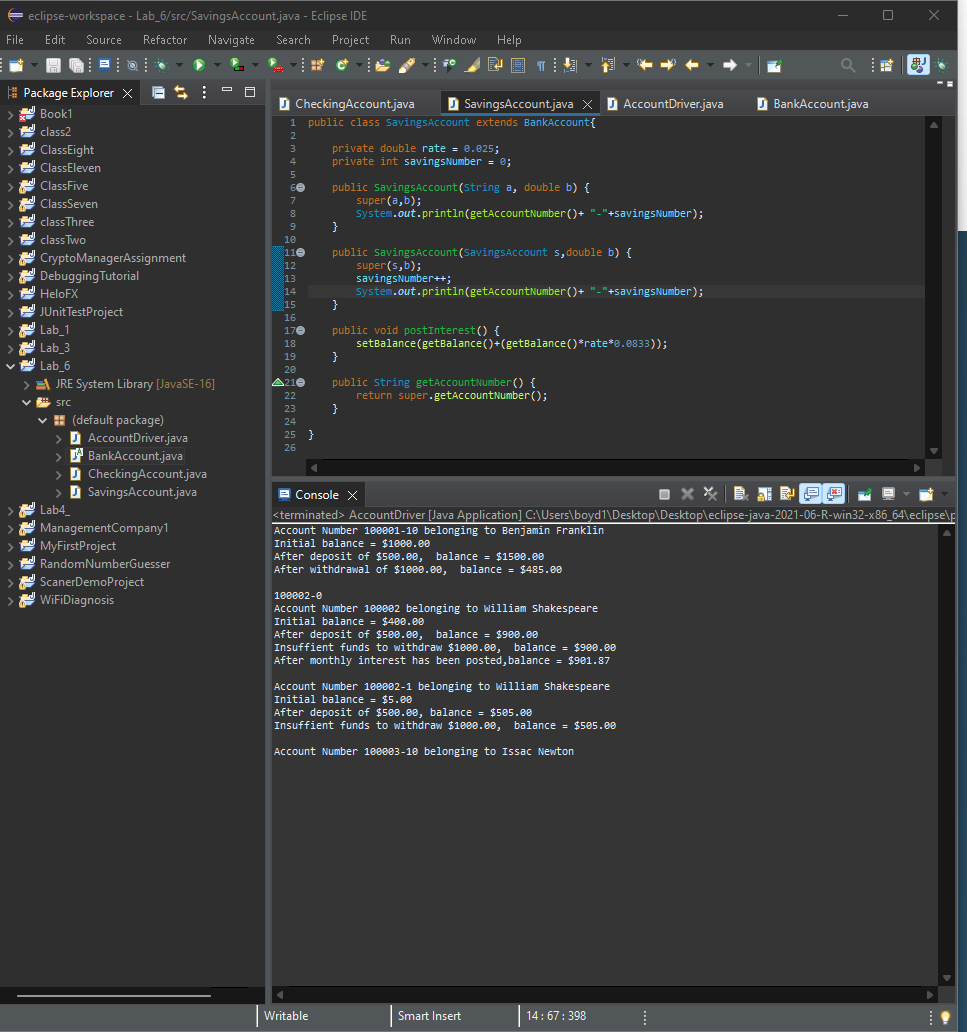 eclipse-workspace - Lab_6/src/SavingsAccount.java - Eclipse IDE
File Edit Source Refactor Navigate Search Project Run Window Help
Package Explorer
Book1
class2
ClassEight
ClassEleven
ClassFive
ClassSeven
classThree
classTwo
CryptoManagerAssignment
DebuggingTutorial
HeloFX
JUnitTestProject
Lab_1
Lab_3
Lab_6
JRE System Library [JavaSE-16]
src
(default package)
AccountDriver.java
BankAccount.java
CheckingAccount.java
SavingsAccount.java
Lab4_
ManagementCompany1
MyFirstProject
RandomNumberGuesser
ScanerDemoProject
WiFiDiagnosis
CheckingAccount.java SavingsAccount.java AccountDriver.java BankAccount.java
1 public class SavingsAccount extends BankAccount{
2
3 private double rate = 0.025;
4 private int savingsNumber = 0;
5
6 public SavingsAccount(String a, double b) {
7 super(a,b);
8 System.out.println(getAccountNumber()+ "-"+savingsNumber);
9 }
10
11 public SavingsAccount(SavingsAccount s,double b) {
12 super(s,b);
13 savingsNumber++;
14 System.out.println(getAccountNumber()+ "-"+savingsNumber);
15 }
16
17 public void postInterest() {
18 setBalance(getBalance()+(getBalance()*rate*0.0833));
19 }
20
21 public String getAccountNumber() {
22 return super.getAccountNumber();
23 }
24
25 }
26
Console
<terminated> AccountDriver [Java Application] C:\Users\boyd1\Desktop\Desktop\eclipse-java-2021-06-R-win32-x86_64\eclipse\p
Account Number 100001-10 belonging to Benjamin Franklin
Initial balance = $1000.00
After deposit of $500.00,  balance = $1500.00
After withdrawal of $1000.00,  balance = $485.00
100002-0
Account Number 100002 belonging to William Shakespeare
Initial balance = $400.00
After deposit of $500.00,  balance = $900.00
Insuffient funds to withdraw $1000.00,  balance = $900.00
After monthly interest has been posted,balance = $901.87
Account Number 100002-1 belonging to William Shakespeare
Initial balance = $5.00
After deposit of $500.00, balance = $505.00
Insuffient funds to withdraw $1000.00,  balance = $505.00
Account Number 100003-10 belonging to Issac Newton
Writable Smart Insert 14 : 67 : 398